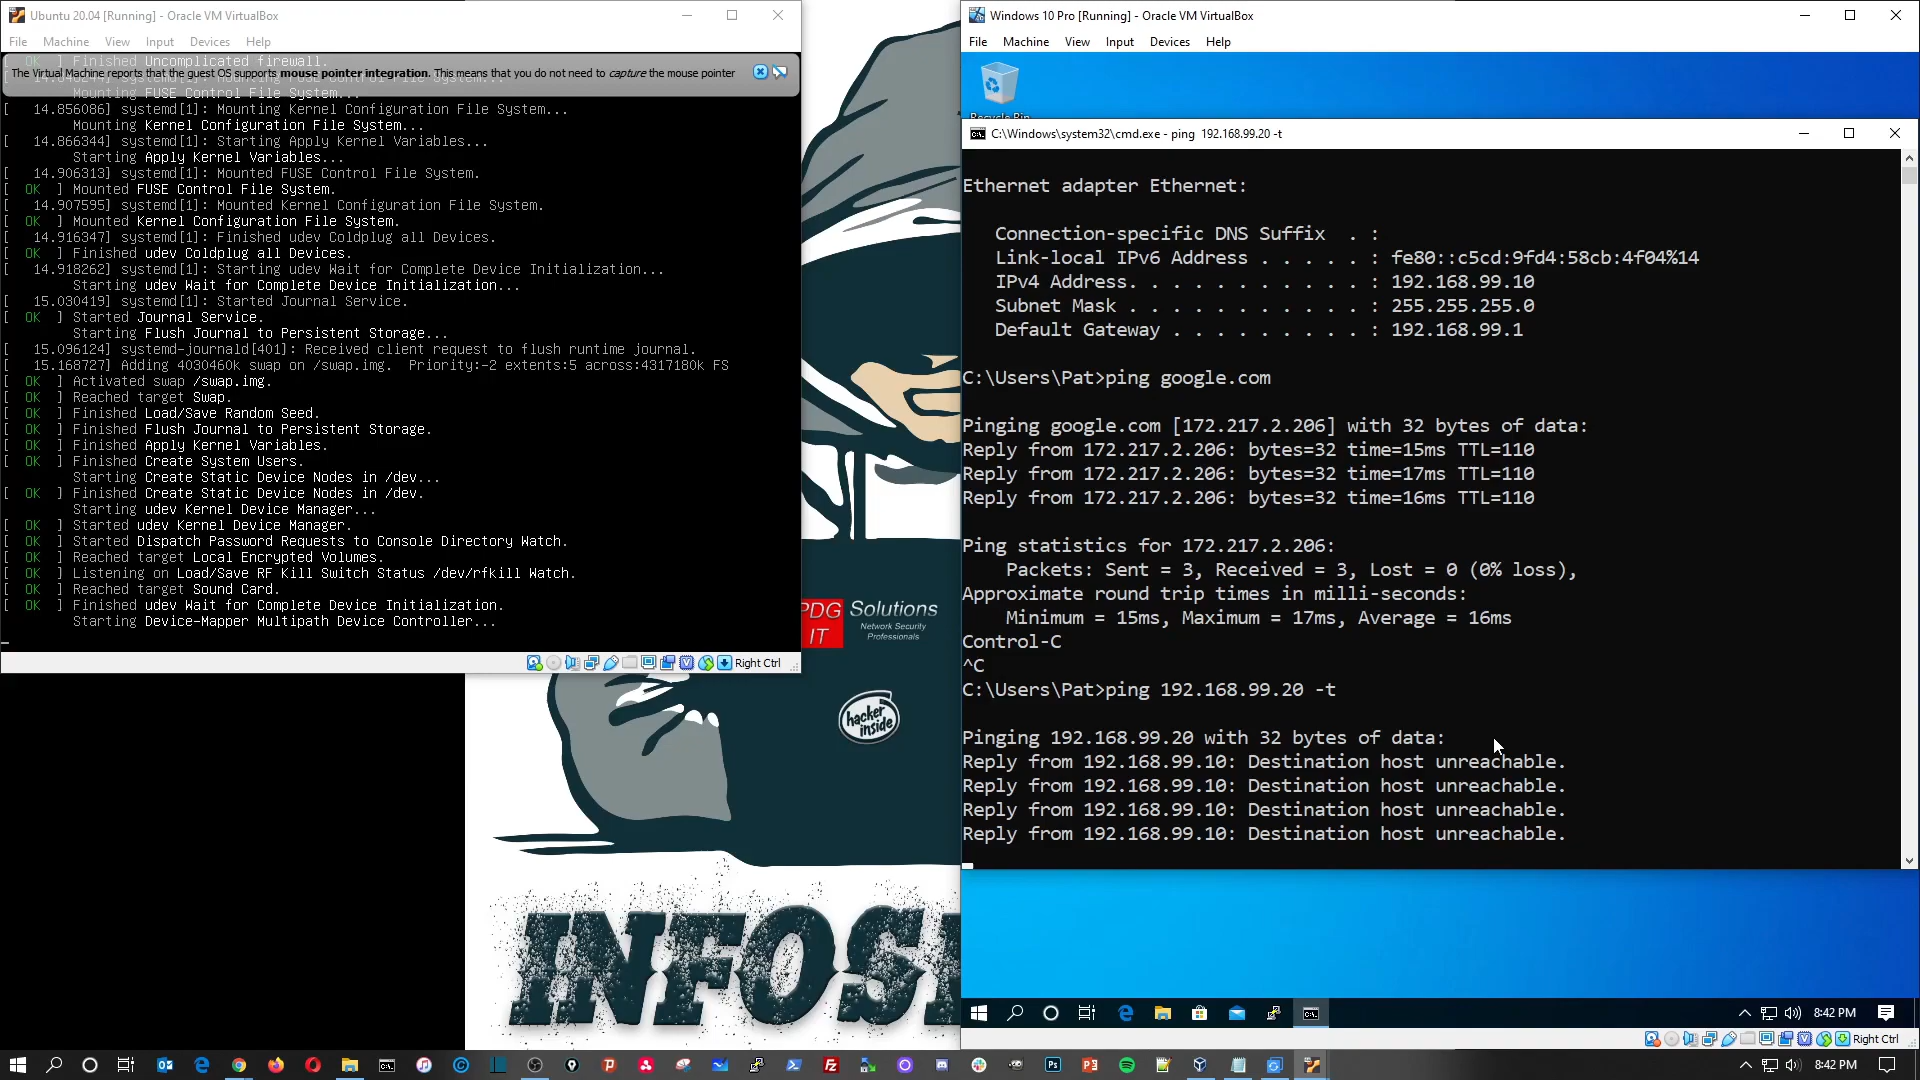 Ubuntu 20.04 [Running] - Oracle VM VirtualBox
File Machine View Input Devices Help
[ OK ] Finished Uncomplicated firewall.
The Virtual Machine reports that the guest OS supports mouse pointer integration. This means that you do not need to capture the mouse pointer
Mounting FUSE Control File System...
[ 14.856086] systemd[1]: Mounting Kernel Configuration File System...
Mounting Kernel Configuration File System...
[ 14.866344] systemd[1]: Starting Apply Kernel Variables...
Starting Apply Kernel Variables...
[ 14.906313] systemd[1]: Mounted FUSE Control File System.
[ OK ] Mounted FUSE Control File System.
[ 14.907595] systemd[1]: Mounted Kernel Configuration File System.
[ OK ] Mounted Kernel Configuration File System.
[ 14.916347] systemd[1]: Finished udev Coldplug all Devices.
[ OK ] Finished udev Coldplug all Devices.
[ 14.918262] systemd[1]: Starting udev Wait for Complete Device Initialization...
Starting udev Wait for Complete Device Initialization...
[ 15.030419] systemd[1]: Started Journal Service.
[ OK ] Started Journal Service.
Starting Flush Journal to Persistent Storage...
[ 15.096124] systemd-journald[401]: Received client request to flush runtime journal.
[ 15.168727] Adding 4030460k swap on /swap.img. Priority:-2 extents:5 across:4317180k FS
[ OK ] Activated swap /swap.img.
[ OK ] Reached target Swap.
[ OK ] Finished Load/Save Random Seed.
[ OK ] Finished Flush Journal to Persistent Storage.
[ OK ] Finished Apply Kernel Variables.
[ OK ] Finished Create System Users.
Starting Create Static Device Nodes in /dev...
[ OK ] Finished Create Static Device Nodes in /dev.
Starting udev Kernel Device Manager...
[ OK ] Started udev Kernel Device Manager.
[ OK ] Started Dispatch Password Requests to Console Directory Watch.
[ OK ] Reached target Local Encrypted Volumes.
[ OK ] Listening on Load/Save RF Kill Switch Status /dev/rfkill Watch.
[ OK ] Reached target Sound Card.
[ OK ] Finished udev Wait for Complete Device Initialization.
Starting Device-Mapper Multipath Device Controller...
Right Ctrl
PDG IT Solutions
Network Security
Professionals
hacker
inside
INFOS
Windows 10 Pro [Running] - Oracle VM VirtualBox
File Machine View Input Devices Help
Recycle Bin
C:\Windows\system32\cmd.exe - ping 192.168.99.20 -t
Ethernet adapter Ethernet:
Connection-specific DNS Suffix . :
Link-local IPv6 Address . . . . . : fe80::c5cd:9fd4:58cb:4f04%14
IPv4 Address. . . . . . . . . . . : 192.168.99.10
Subnet Mask . . . . . . . . . . . : 255.255.255.0
Default Gateway . . . . . . . . . : 192.168.99.1
C:\Users\Pat>ping google.com
Pinging google.com [172.217.2.206] with 32 bytes of data:
Reply from 172.217.2.206: bytes=32 time=15ms TTL=110
Reply from 172.217.2.206: bytes=32 time=17ms TTL=110
Reply from 172.217.2.206: bytes=32 time=16ms TTL=110
Ping statistics for 172.217.2.206:
Packets: Sent = 3, Received = 3, Lost = 0 (0% loss),
Approximate round trip times in milli-seconds:
Minimum = 15ms, Maximum = 17ms, Average = 16ms
Control-C
^C
C:\Users\Pat>ping 192.168.99.20 -t
Pinging 192.168.99.20 with 32 bytes of data:
Reply from 192.168.99.10: Destination host unreachable.
Reply from 192.168.99.10: Destination host unreachable.
Reply from 192.168.99.10: Destination host unreachable.
Reply from 192.168.99.10: Destination host unreachable.
8:42 PM
Right Ctrl
8:42 PM